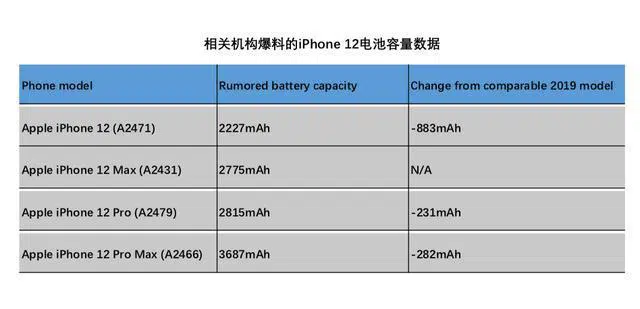 相关机构爆料的iPhone 12电池容量数据
Phone model Rumored battery capacity Change from comparable 2019 model
Apple iPhone 12 (A2471) 2227mAh -883mAh
Apple iPhone 12 Max (A2431) 2775mAh N/A
Apple iPhone 12 Pro (A2479) 2815mAh -231mAh
Apple iPhone 12 Pro Max (A2466) 3687mAh -282mAh